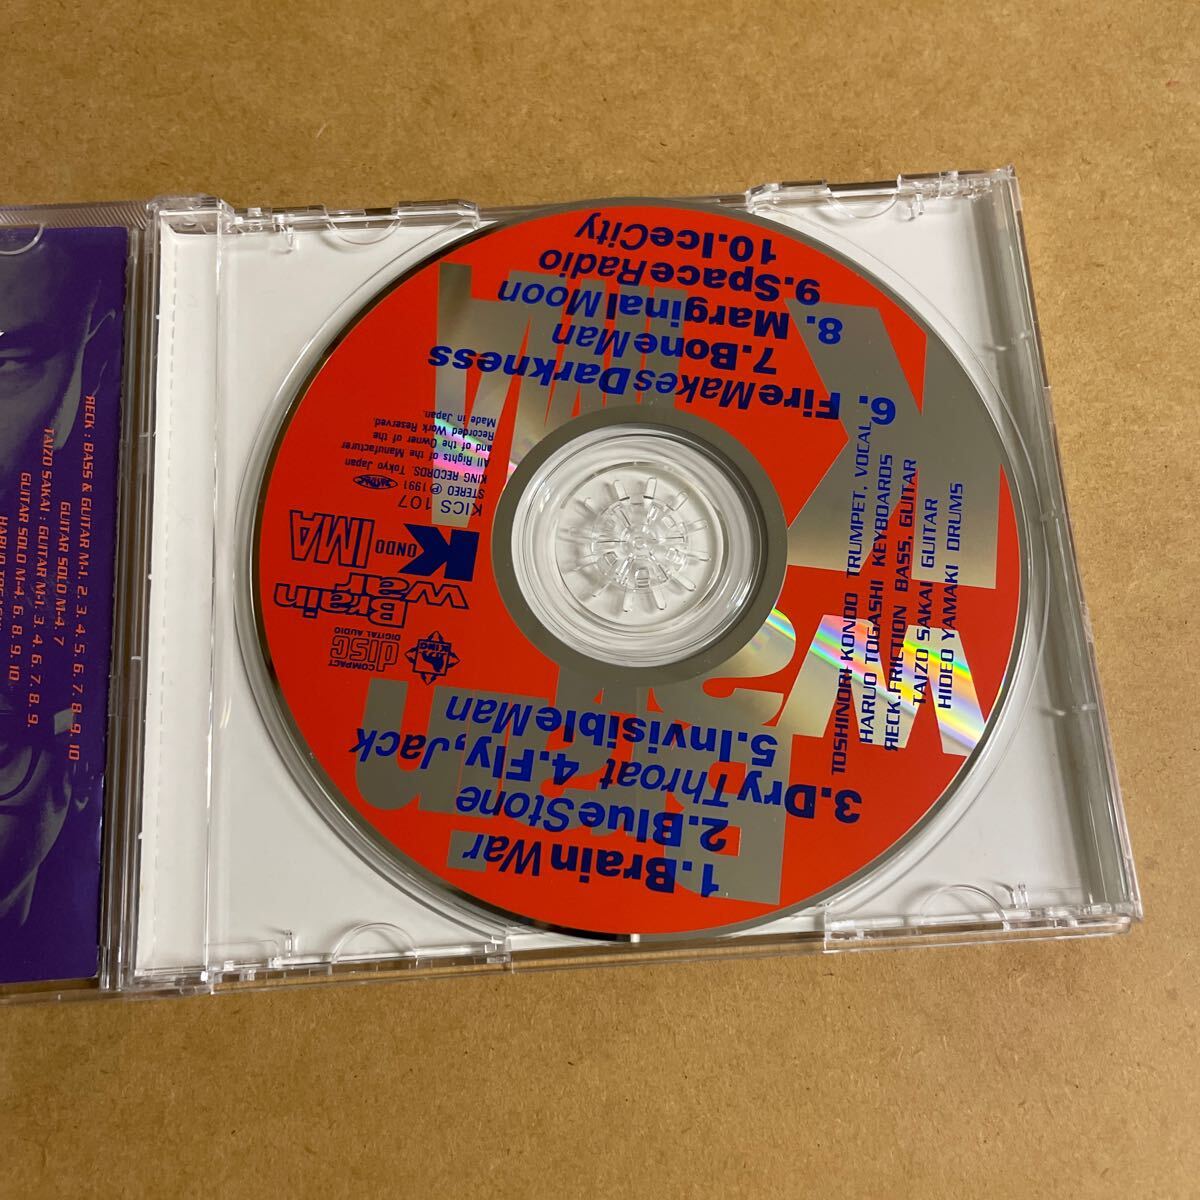 1.Brain War
2.Blue Stone
3.Dry Throat 4.Fly, Jack
5.Invisible Man
6. Fire Makes Darkness
7.Bone Man
8. Marginal Moon
9.Space Radio
10.Ice City
Brain
war
KONDO IMA
COMPACT
disc
DIGITAL AUDIO
KING
KICS 107
STEREO Ⓟ1991
KING RECORDS, Tokyo Japan
All Rights of the Manufacturer
and of the Owner of the
Recorded Work Reserved.
Made in Japan.
TOSHINORI KONDO TRUMPET, VOCAL
HARUO TOGASHI KEYBOARDS
RECK.FRICTION BASS, GUITAR
TAIZO SAKAI GUITAR
HIDEO YAMAKI DRUMS
RECK : BASS & GUITAR M-1. 2. 3. 4. 5. 6. 7. 8. 9. 10
GUITAR SOLO M-4. 7
TAIZO SAKAI : GUITAR M-1. 3. 4. 6. 7. 8. 9.
GUITAR SOLO M-4. 6. 8. 9. 10